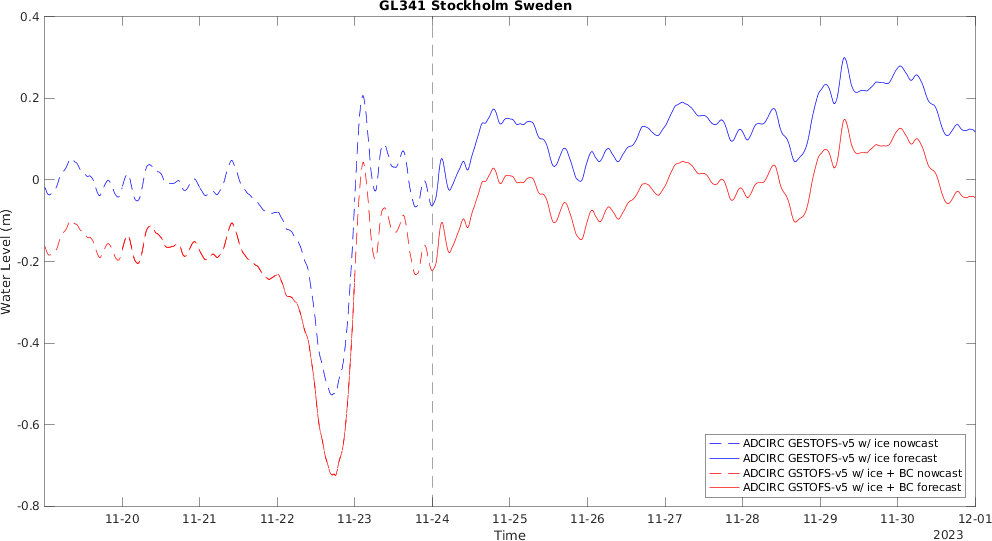 GL341 Stockholm Sweden
Water Level (m)
0.4
0.2
0
-0.2
-0.4
-0.6
-0.8
ADCIRC GESTOFS-v5 w/ ice nowcast
ADCIRC GESTOFS-v5 w/ ice forecast
ADCIRC GSTOFS-v5 w/ ice + BC nowcast
ADCIRC GSTOFS-v5 w/ ice + BC forecast
11-20 11-21 11-22 11-23 11-24 11-25 11-26 11-27 11-28 11-29 11-30 12-01
Time 2023